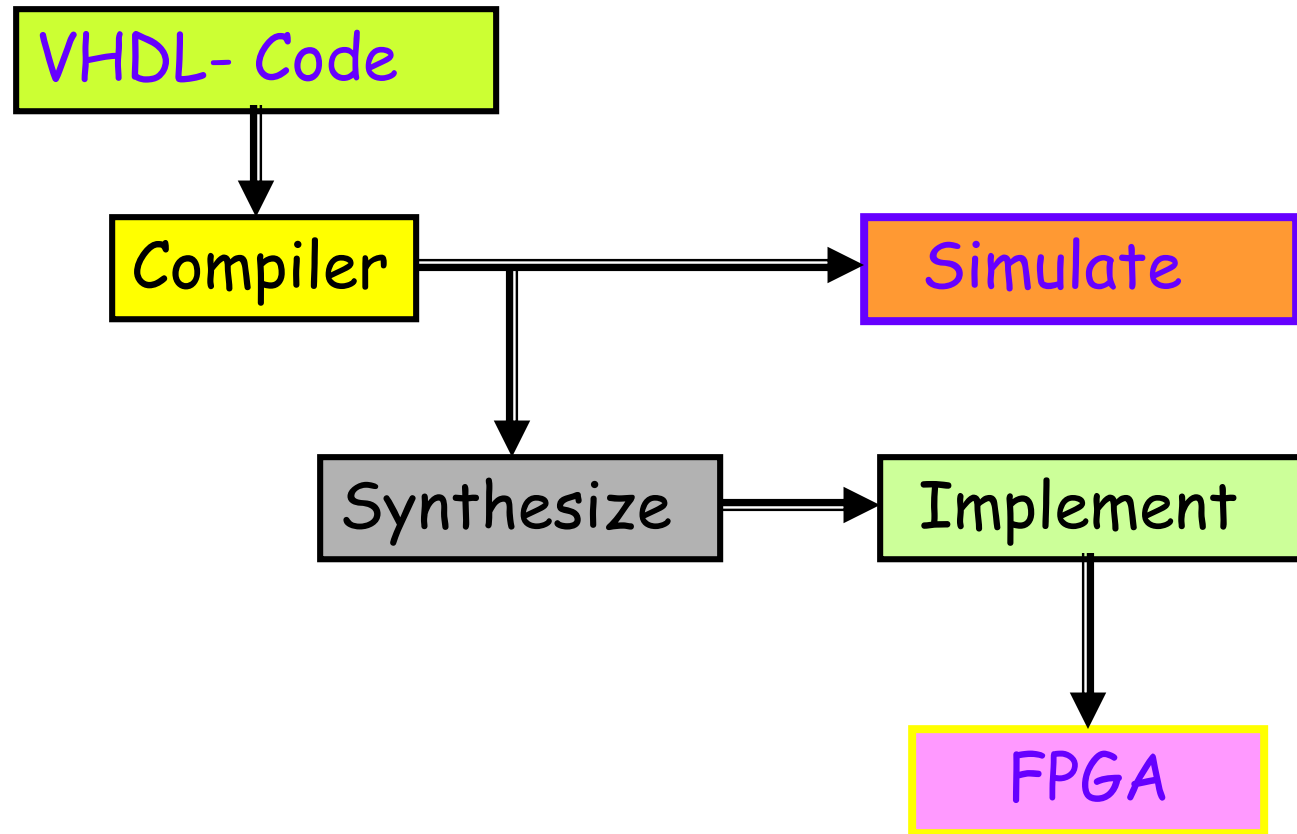 VHDL- Code
Compiler
Simulate
Synthesize
Implement
FPGA